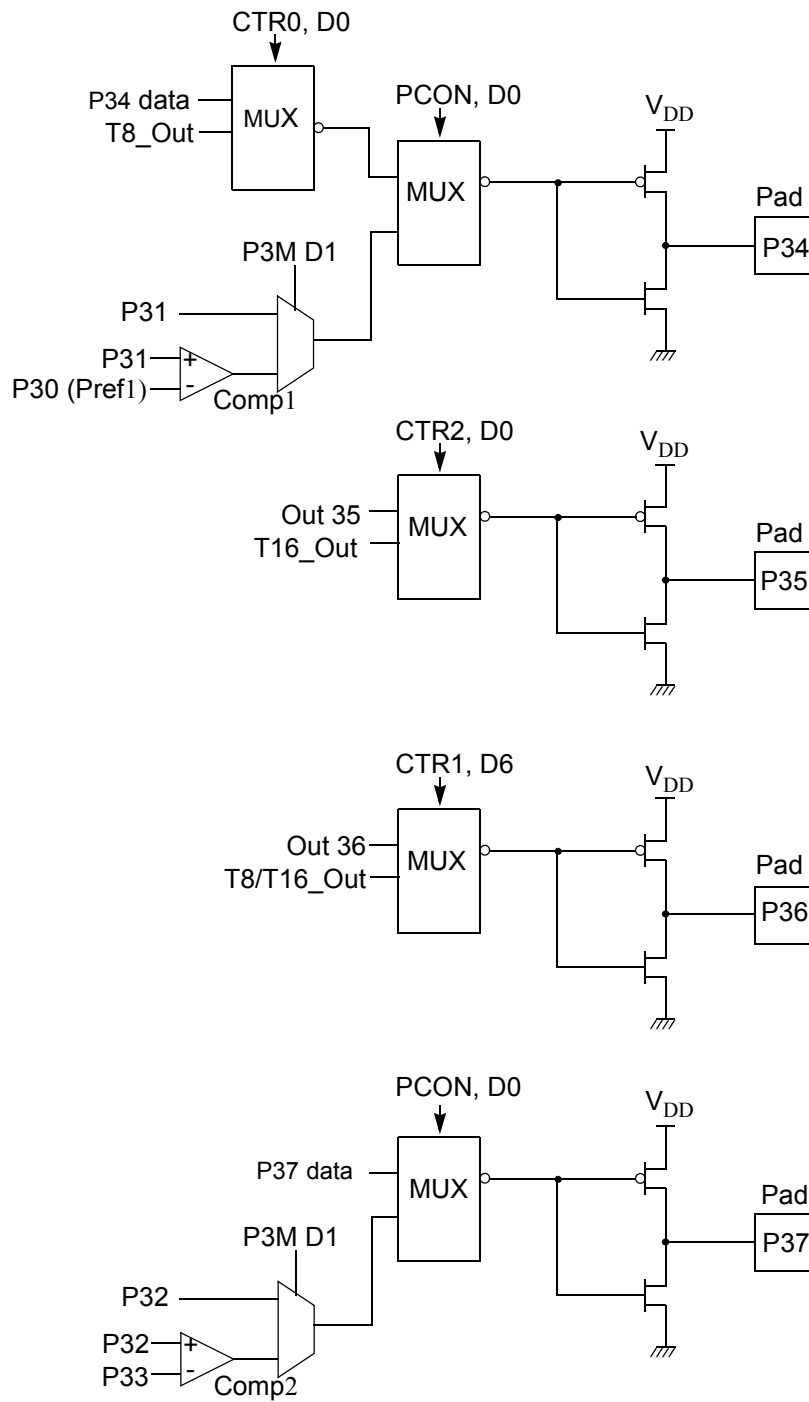 CTR0, D0
P34 data
T8_Out
MUX
PCON, D0
MUX
VDD
Pad
P34
P3M D1
P31
P31
+
P30 (Pref1)
-
Comp1
CTR2, D0
Out 35
T16_Out
MUX
VDD
Pad
P35
CTR1, D6
Out 36
T8/T16_Out
MUX
VDD
Pad
P36
PCON, D0
P37 data
MUX
VDD
Pad
P37
P3M D1
P32
P32
+
P33
-
Comp2